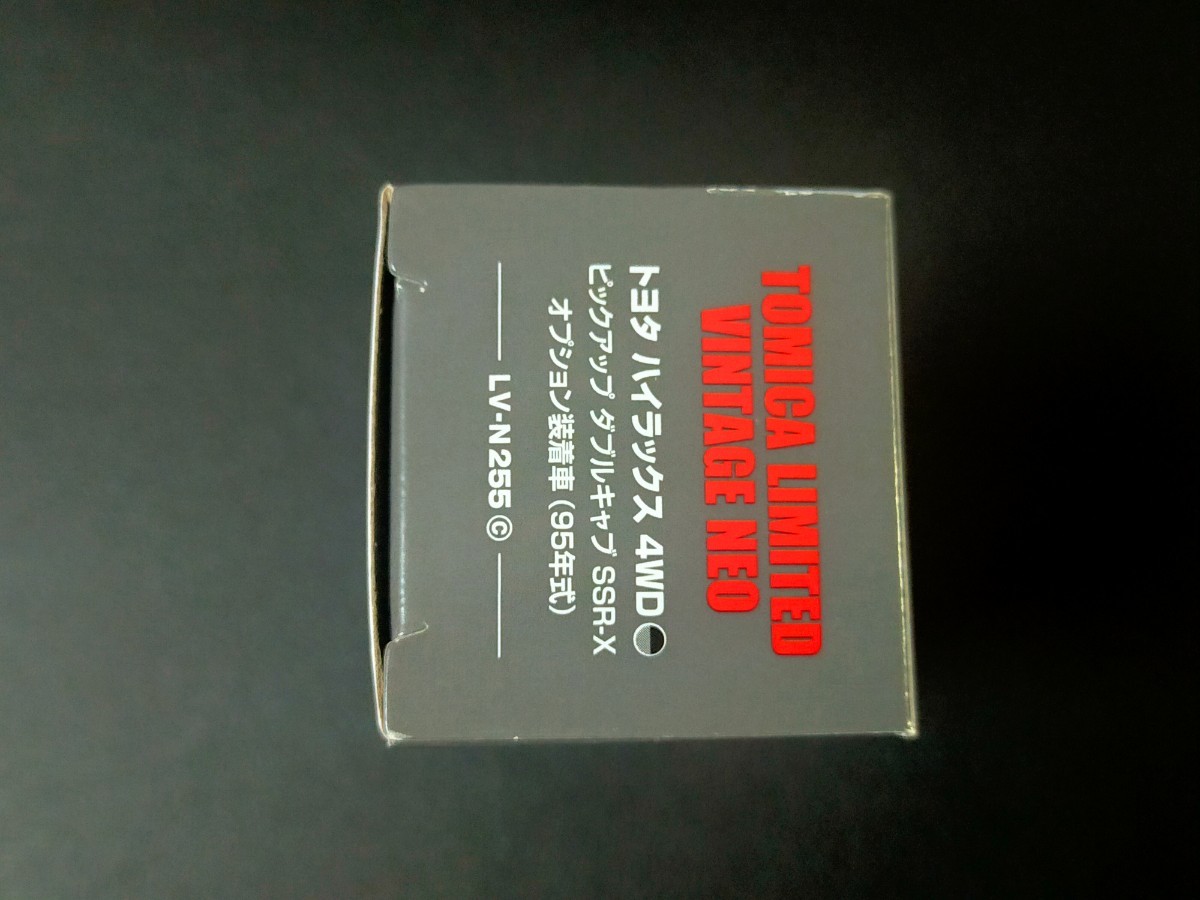 TOMICA LIMITED
VINTAGE NEO
トヨタ ハイラックス 4WD
ピックアップ ダブルキャブ SSR-X
オプション装着車 (95年式)
LV-N255 ©